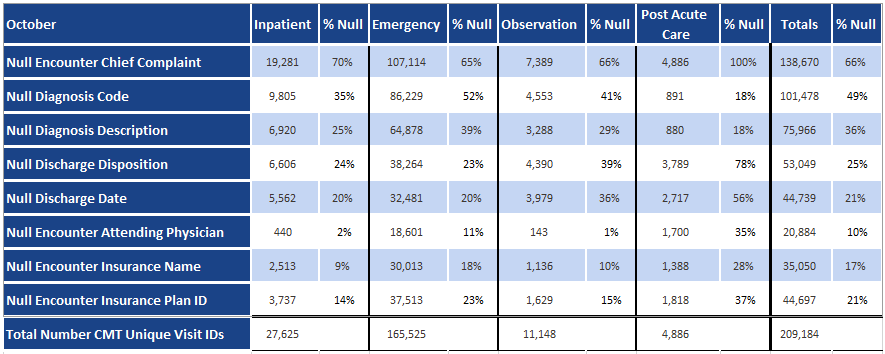 October Inpatient % Null Emergency % Null Observation % Null Post Acute Care % Null Totals % Null
Null Encounter Chief Complaint 19,281 70% 107,114 65% 7,389 66% 4,886 100% 138,670 66%
Null Diagnosis Code 9,805 35% 86,229 52% 4,553 41% 891 18% 101,478 49%
Null Diagnosis Description 6,920 25% 64,878 39% 3,288 29% 880 18% 75,966 36%
Null Discharge Disposition 6,606 24% 38,264 23% 4,390 39% 3,789 78% 53,049 25%
Null Discharge Date 5,562 20% 32,481 20% 3,979 36% 2,717 56% 44,739 21%
Null Encounter Attending Physician 440 2% 18,601 11% 143 1% 1,700 35% 20,884 10%
Null Encounter Insurance Name 2,513 9% 30,013 18% 1,136 10% 1,388 28% 35,050 17%
Null Encounter Insurance Plan ID 3,737 14% 37,513 23% 1,629 15% 1,818 37% 44,697 21%
Total Number CMT Unique Visit IDs 27,625 165,525 11,148 4,886 209,184